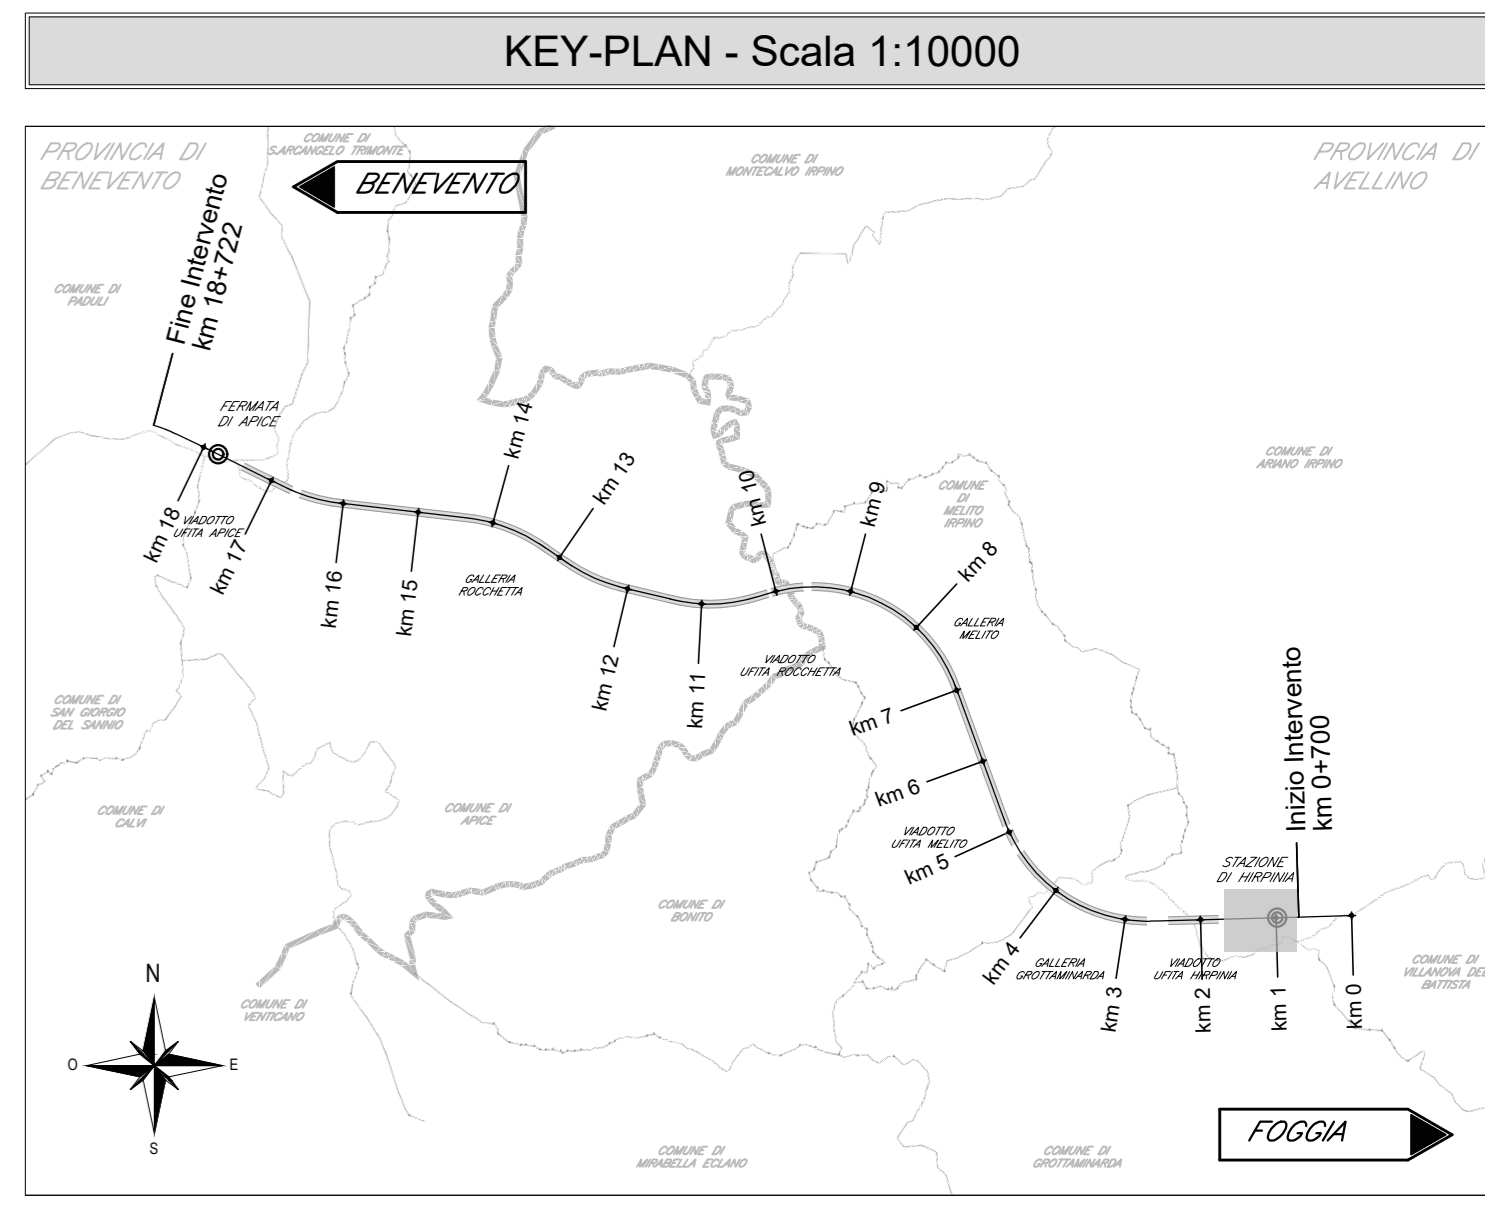 KEY-PLAN - Scala 1:10000
PROVINCIA DI
BENEVENTO
COMUNE DI
S.ARCANGELO TRIMONTE
BENEVENTO
COMUNE DI
MONTECALVO IRPINO
PROVINCIA DI
AVELLINO
Fine Intervento
km 18+722
COMUNE DI
PADULI
FERMATA
DI APICE
km 14
km 13
km 10
km 9
COMUNE
DI
MELITO
IRPINO
COMUNE DI
ARIANO IRPINO
km 18
VIADOTTO
UFITA APICE
km 17
km 16
km 15
GALLERIA
ROCCHETTA
km 8
GALLERIA
MELITO
km 12
km 11
VIADOTTO
UFITA ROCCHETTA
km 7
COMUNE DI
SAN GIORGIO
DEL SANNIO
Inizio Intervento
km 0+700
km 6
COMUNE DI
CALVI
COMUNE DI
APICE
VIADOTTO
UFITA MELITO
km 5
STAZIONE
DI HIRPINIA
COMUNE DI
BONITO
km 4
GALLERIA
GROTTAMINARDA
km 3
VIADOTTO
UFITA HIRPINIA
km 2
km 1
km 0
COMUNE DI
VILLANOVA DEL
BATTISTA
COMUNE DI
VENTICANO
N
O
E
S
FOGGIA
COMUNE DI
MIRABELLA ECLANO
COMUNE DI
GROTTAMINARDA